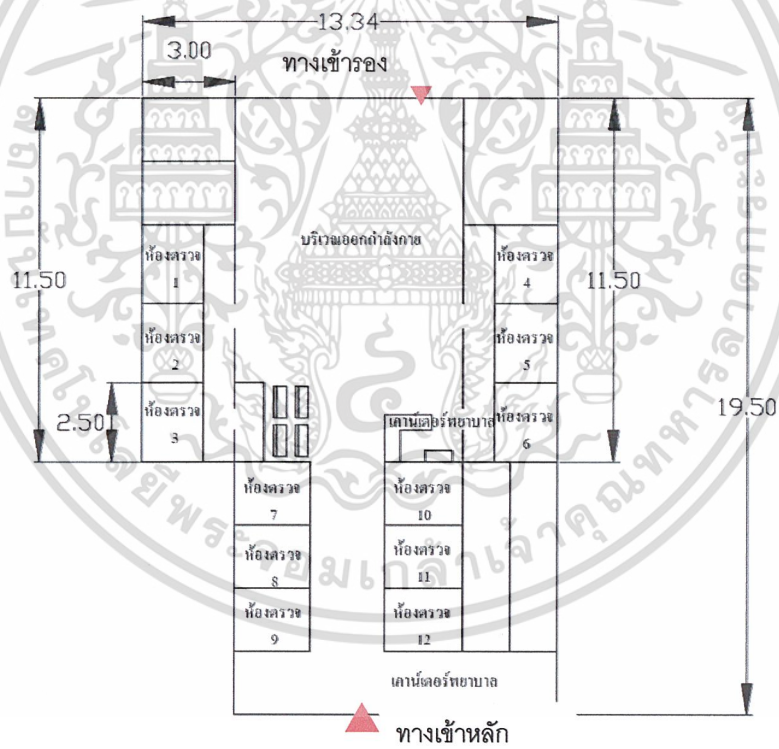 13.34
3.00
ทางเข้ารอง
บริเวณออกกำลังกาย
11.50
ห้องตรวจ
1
ห้องตรวจ
4
11.50
ห้องตรวจ
2
ห้องตรวจ
5
2.50
ห้องตรวจ
3
เคาน์เตอร์พยาบาล
ห้องตรวจ
6
19.50
ห้องตรวจ
7
ห้องตรวจ
10
ห้องตรวจ
8
ห้องตรวจ
11
ห้องตรวจ
9
ห้องตรวจ
12
เคาน์เตอร์พยาบาล
ทางเข้าหลัก